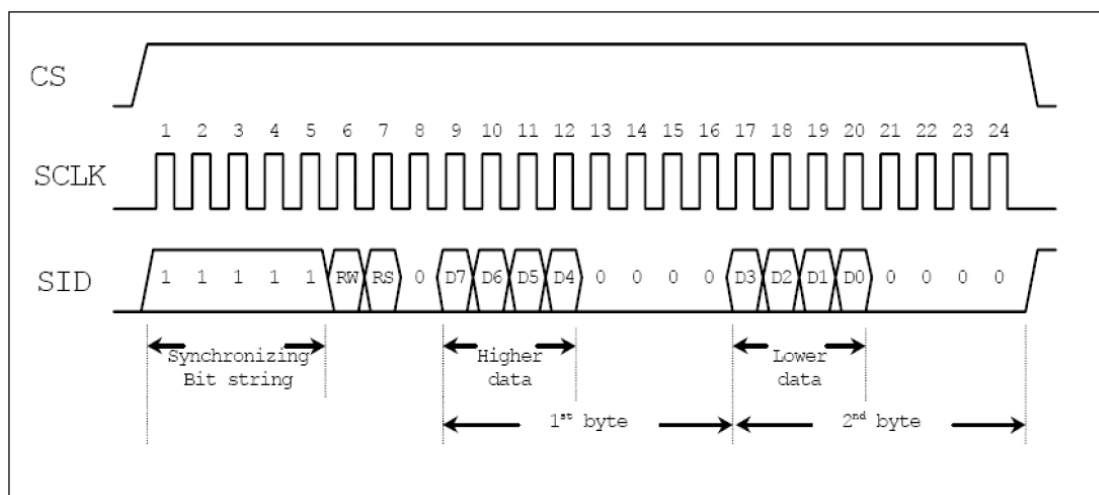 CS
1 2 3 4 5 6 7 8 9 10 11 12 13 14 15 16 17 18 19 20 21 22 23 24
SCLK
SID
1 1 1 1 1 RW RS 0 D7 D6 D5 D4 0 0 0 0 D3 D2 D1 D0 0 0 0 0
Synchronizing
Bit string
Higher
data
Lower
data
1st byte
2nd byte